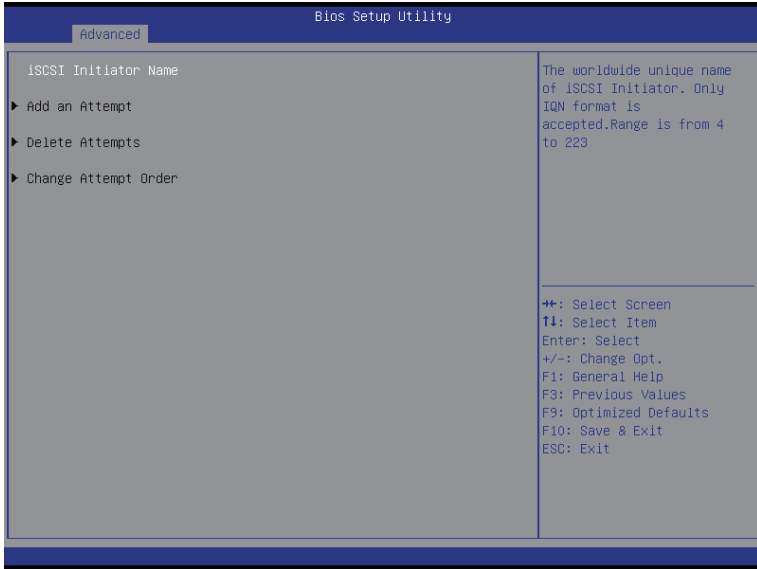 Bios Setup Utility
Advanced
iSCSI Initiator Name
Add an Attempt
Delete Attempts
Change Attempt Order
The worldwide unique name
of iSCSI Initiator. Only
IQN format is
accepted.Range is from 4
to 223
→←: Select Screen
↑↓: Select Item
Enter: Select
+/-: Change Opt.
F1: General Help
F3: Previous Values
F9: Optimized Defaults
F10: Save & Exit
ESC: Exit